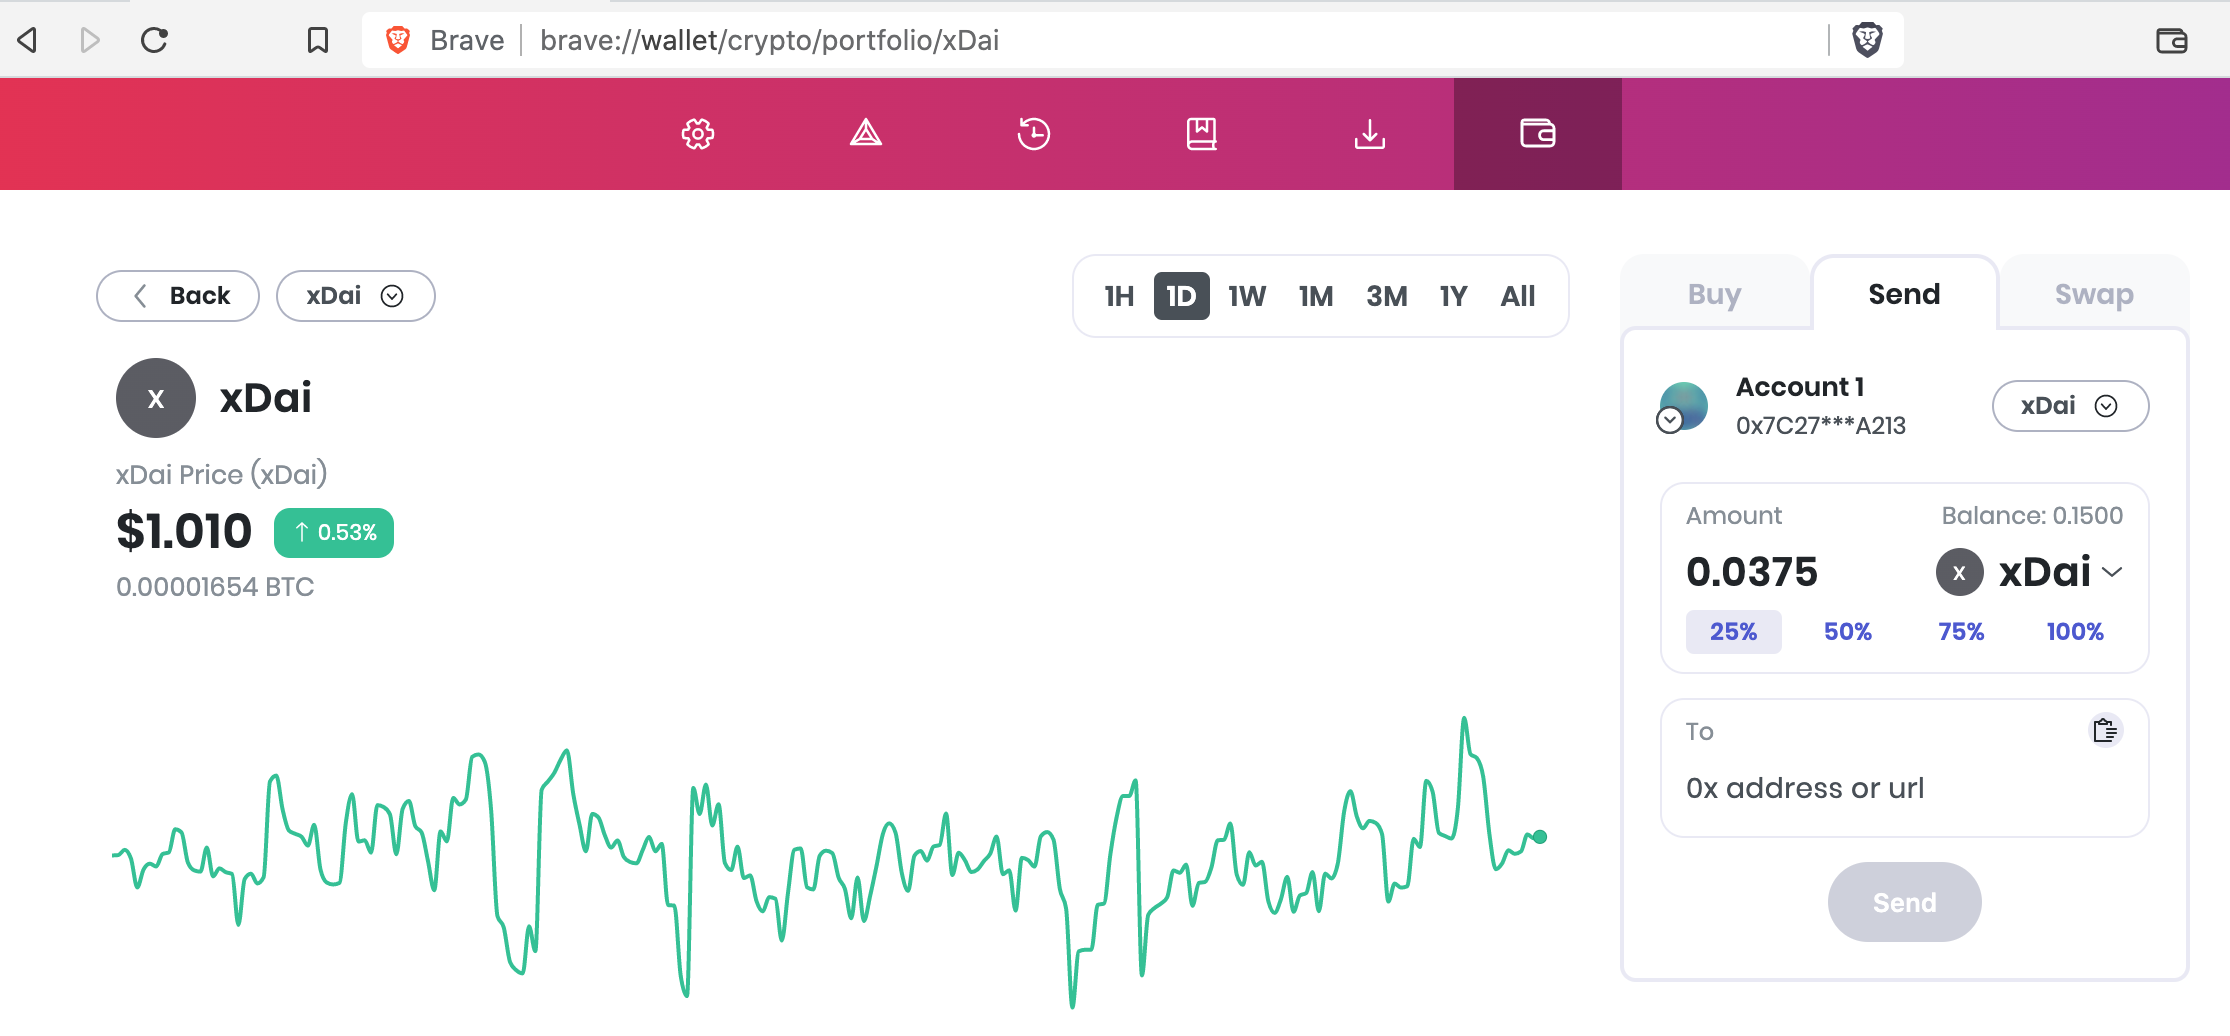 Brave
brave://wallet/crypto/portfolio/xDai
Back
xDai
1H 1D 1W 1M 3M 1Y All
X
xDai
xDai Price (xDai)
$1.010
↑ 0.53%
0.00001654 BTC
Buy
Send
Swap
Account 1
0x7C27***A213
xDai
Amount
Balance: 0.1500
0.0375
X
xDai
25% 50% 75% 100%
To
0x address or url
Send